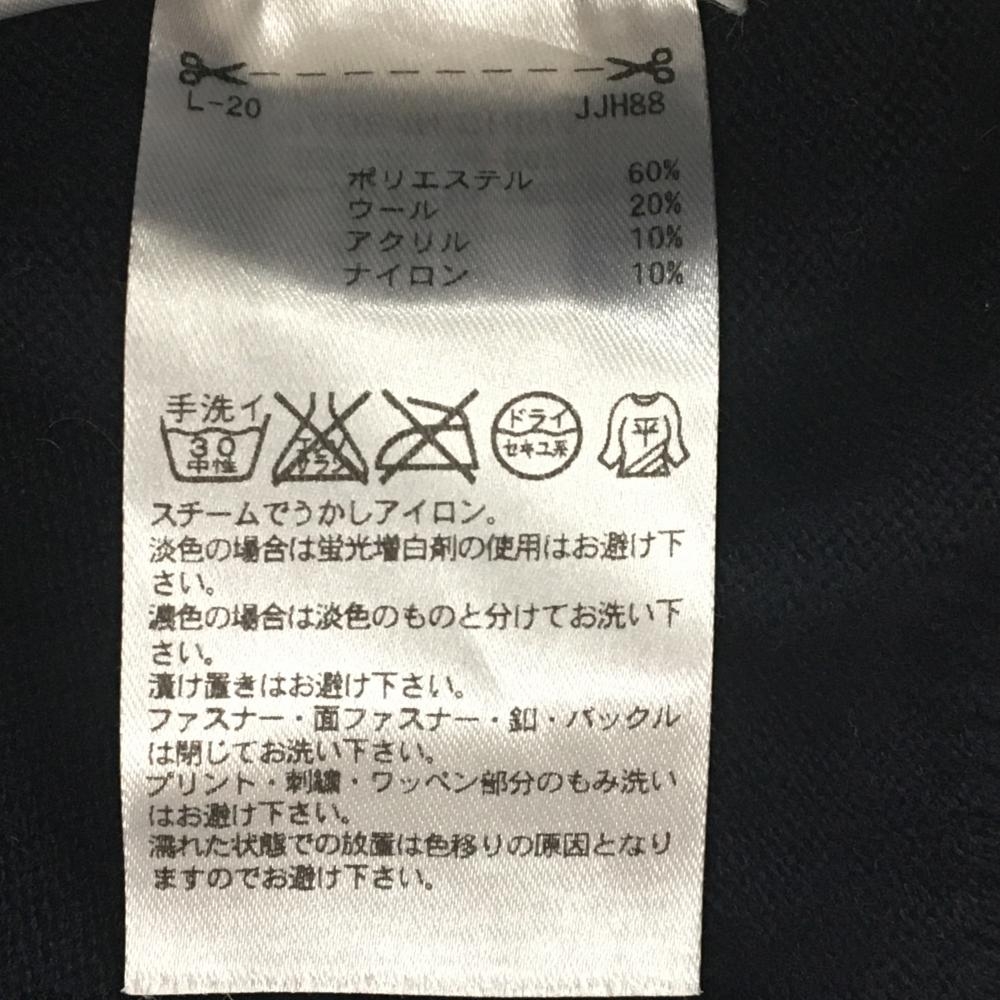 L-20 JJH88
ポリエステル 60%
ウール 20%
アクリル 10%
ナイロン 10%
手洗イ
30
中性
エンソ
サラシ
ドライ
セキユ系
平
スチームでうかしアイロン。
淡色の場合は蛍光増白剤の使用はお避け下
さい。
濃色の場合は淡色のものと分けてお洗い下
さい。
漬け置きはお避け下さい。
ファスナー・面ファスナー・釦・バックル
は閉じてお洗い下さい。
プリント・刺繍・ワッペン部分のもみ洗い
はお避け下さい。
濡れた状態での放置は色移りの原因となり
ますのでお避け下さい。